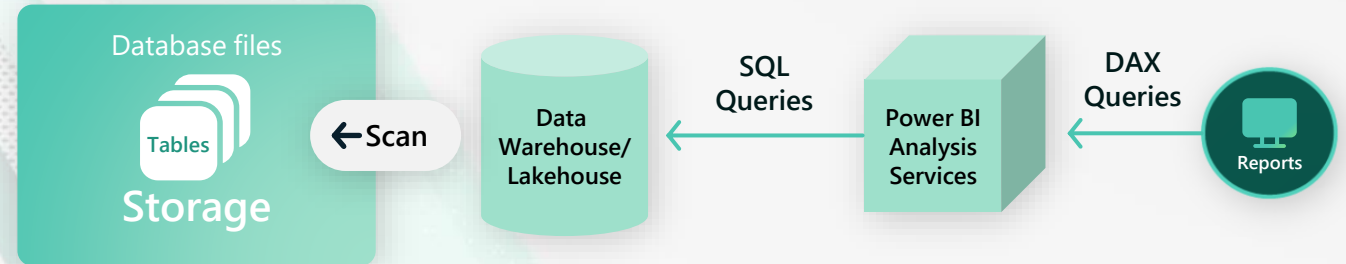 Database files
Tables
Storage
Scan
Data
Warehouse/
Lakehouse
SQL
Queries
Power BI
Analysis
Services
DAX
Queries
Reports